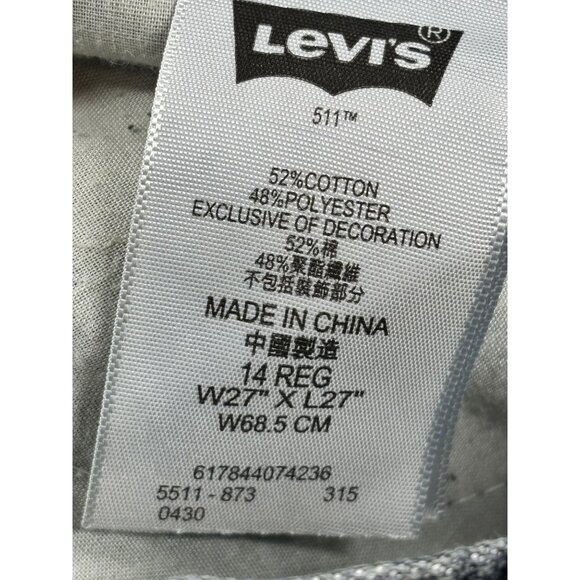 Levi's®
511™
52%COTTON
48%POLYESTER
EXCLUSIVE OF DECORATION
52%棉
48%聚酯纖維
不包括裝飾部分
MADE IN CHINA
中國製造
14 REG
W27" X L27"
W68.5 CM
617844074236
5511 - 873 315
0430